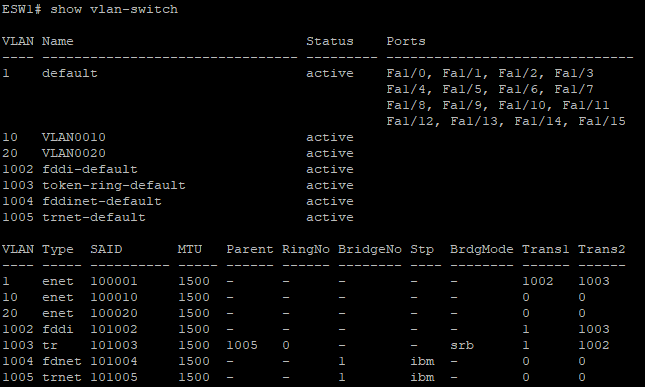 ESW1# show vlan-switch
VLAN Name                             Status    Ports
---- -------------------------------- --------- -------------------------------
1    default                          active    Fa1/0, Fa1/1, Fa1/2, Fa1/3
                                                Fa1/4, Fa1/5, Fa1/6, Fa1/7
                                                Fa1/8, Fa1/9, Fa1/10, Fa1/11
                                                Fa1/12, Fa1/13, Fa1/14, Fa1/15
10   VLAN0010                         active
20   VLAN0020                         active
1002 fddi-default                     active
1003 token-ring-default               active
1004 fddinet-default                  active
1005 trnet-default                    active
VLAN Type  SAID       MTU   Parent RingNo BridgeNo Stp  BrdgMode Trans1 Trans2
---- ----- ---------- ----- ------ ------ -------- ---- -------- ------ ------
1    enet  100001     1500  -      -      -        -    -        1002   1003
10   enet  100010     1500  -      -      -        -    -        0      0
20   enet  100020     1500  -      -      -        -    -        0      0
1002 fddi  101002     1500  -      -      -        -    -        1      1003
1003 tr    101003     1500  1005   0      -        -    srb      1      1002
1004 fdnet 101004     1500  -      -      1        ibm  -        0      0
1005 trnet 101005     1500  -      -      1        ibm  -        0      0